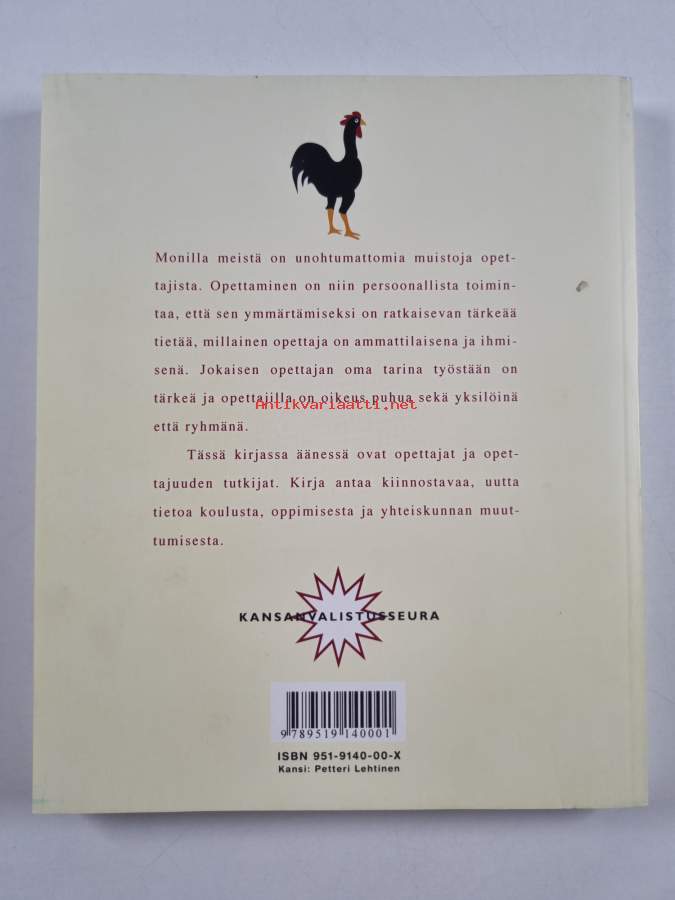 Monilla meistä on unohtumattomia muistoja opet-
tajista. Opettaminen on niin persoonallista toimin-
taa, että sen ymmärtämiseksi on ratkaisevan tärkeää
tietää, millainen opettaja on ammattilaisena ja ihmi-
senä. Jokaisen opettajan oma tarina työstään on
tärkeä ja opettajilla on oikeus puhua sekä yksilöinä
Antikvariaatti.net
että ryhmänä.
Tässä kirjassa äänessä ovat opettajat ja opet-
tajuuden tutkijat. Kirja antaa kiinnostavaa, uutta
tietoa koulusta, oppimisesta ja yhteiskunnan muut-
tumisesta.
KANSANVALISTUSSEURA
9 789519 140001
ISBN 951-9140-00-X
Kansi: Petteri Lehtinen